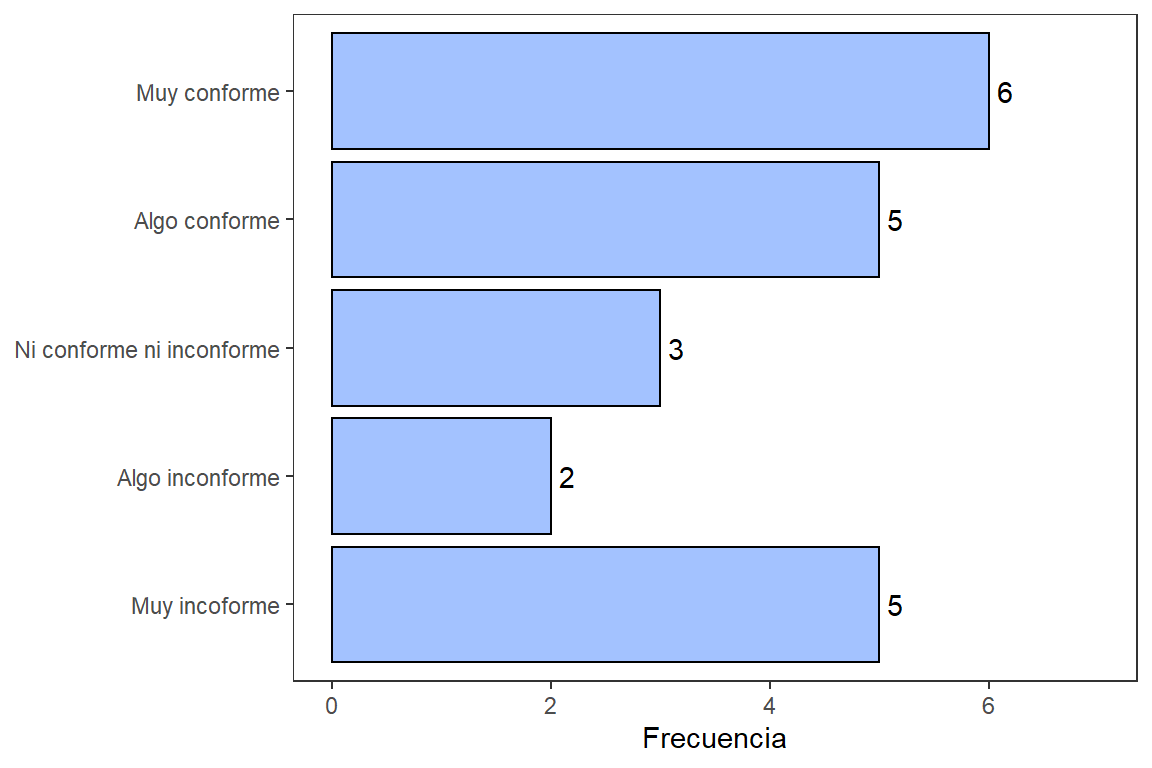 Muy conforme
6
Algo conforme
5
Ni conforme ni inconforme
3
Algo inconforme
2
Muy incoforme
5
0 2 4 6
Frecuencia